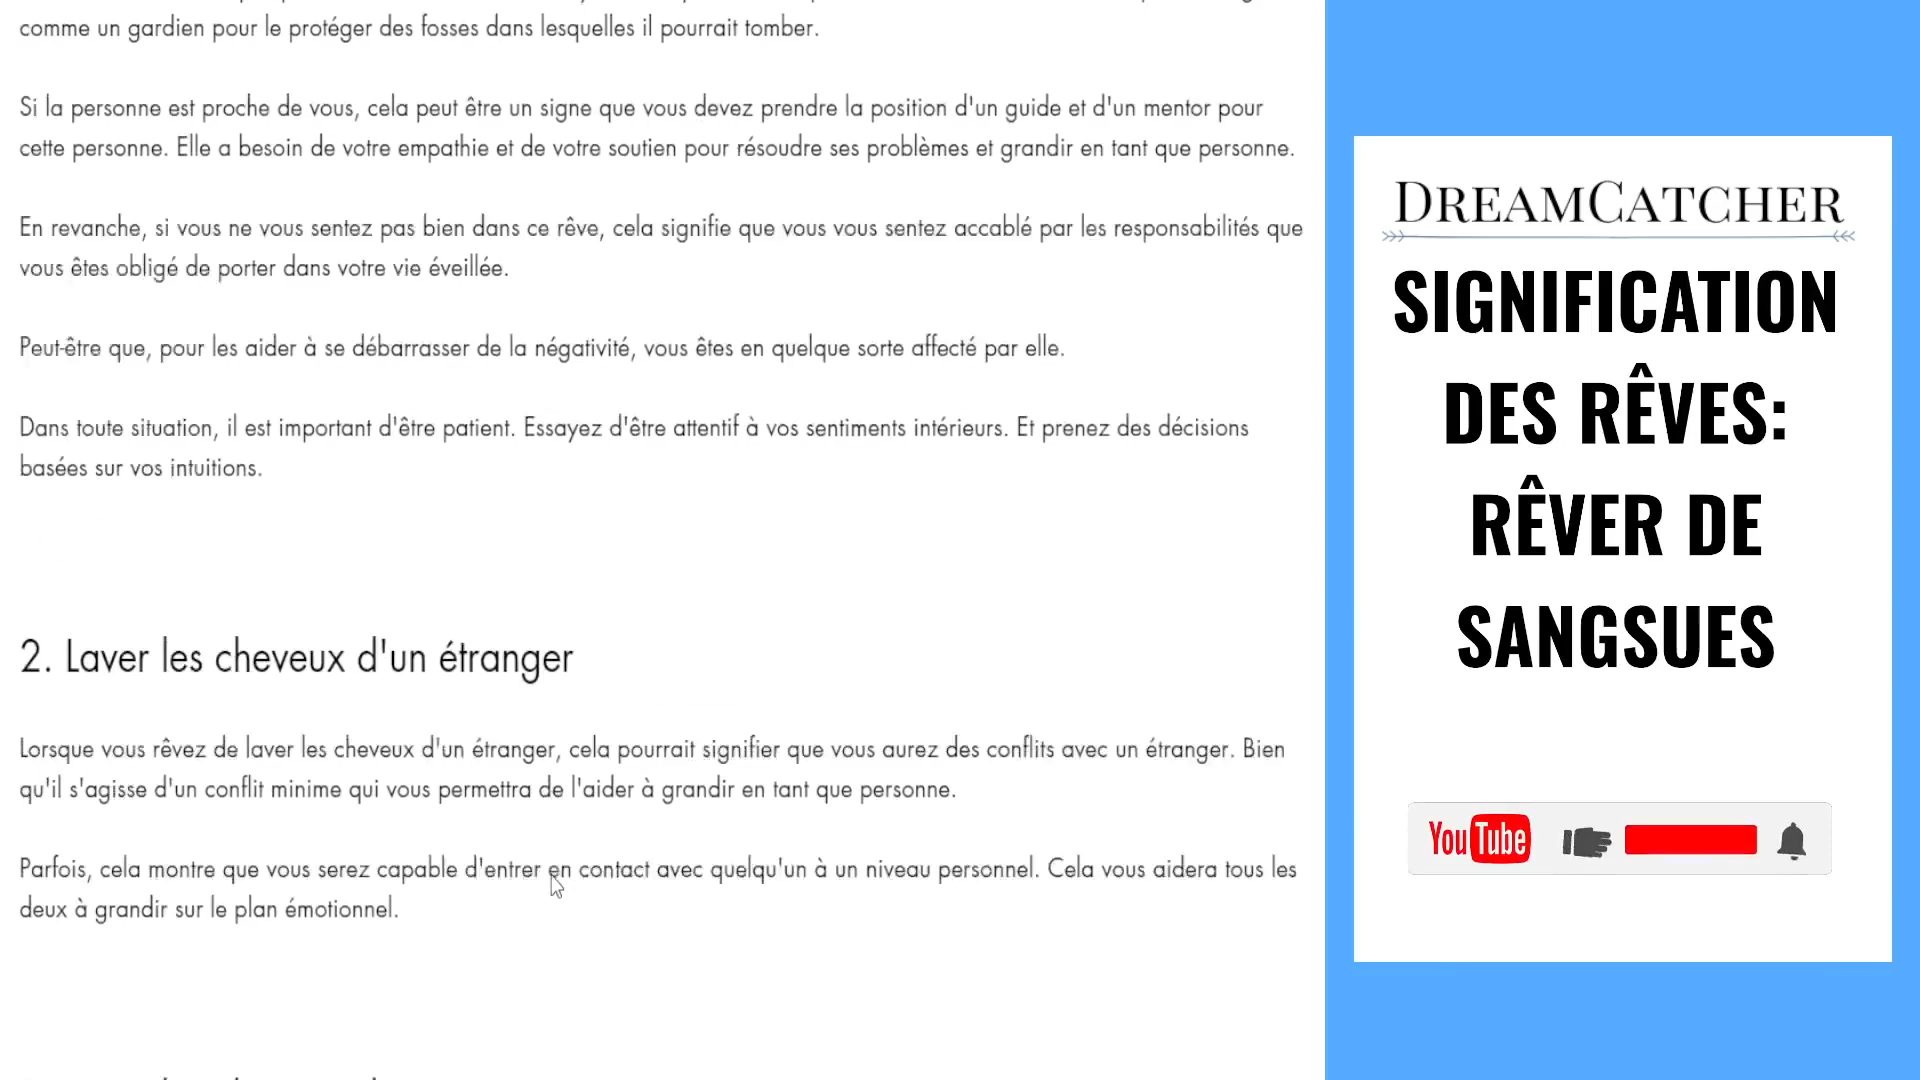 comme un gardien pour le protéger des fosses dans lesquelles il pourrait tomber.
Si la personne est proche de vous, cela peut être un signe que vous devez prendre la position d'un guide et d'un mentor pour
cette personne. Elle a besoin de votre empathie et de votre soutien pour résoudre ses problèmes et grandir en tant que personne.
En revanche, si vous ne vous sentez pas bien dans ce rêve, cela signifie que vous vous sentez accablé par les responsabilités que
vous êtes obligé de porter dans votre vie éveillée.
Peut-être que, pour les aider à se débarrasser de la négativité, vous êtes en quelque sorte affecté par elle.
Dans toute situation, il est important d'être patient. Essayez d'être attentif à vos sentiments intérieurs. Et prenez des décisions
basées sur vos intuitions.
2. Laver les cheveux d'un étranger
Lorsque vous rêvez de laver les cheveux d'un étranger, cela pourrait signifier que vous aurez des conflits avec un étranger. Bien
qu'il s'agisse d'un conflit minime qui vous permettra de l'aider à grandir en tant que personne.
Parfois, cela montre que vous serez capable d'entrer en contact avec quelqu'un à un niveau personnel. Cela vous aidera tous les
deux à grandir sur le plan émotionnel.
DREAMCATCHER
SIGNIFICATION
DES RÊVES:
RÊVER DE
SANGSUES
YouTube